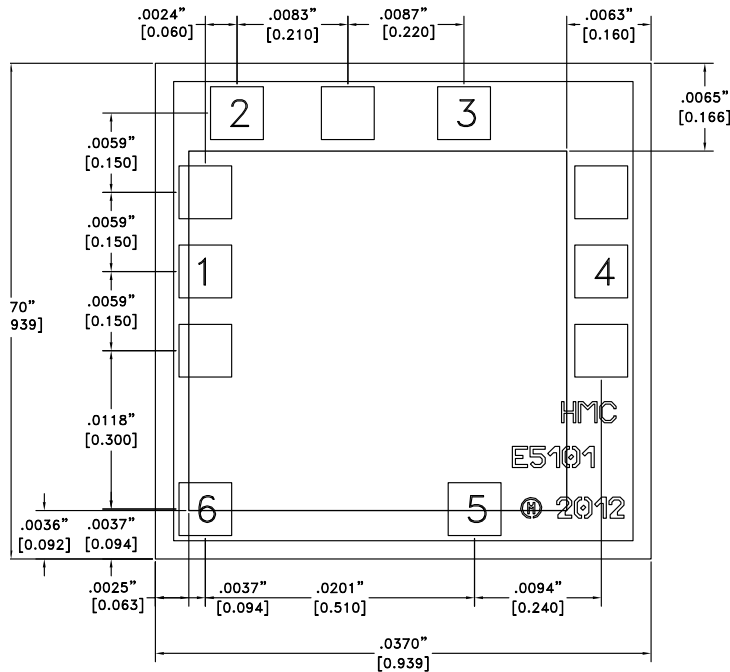 .0024" .0083" .0087" .0063"
[0.060] [0.210] [0.220] [0.160]
.0065"
[0.166]
2 3
.0059"
[0.150]
.0059"
[0.150]
1 4
.0059"
[0.150]
70"
939]
.0118"
[0.300]
HMC
E5101
6 5 Ⓗ 2012
.0036" .0037"
[0.092] [0.094]
.0025" .0037" .0201" .0094"
[0.063] [0.094] [0.510] [0.240]
.0370"
[0.939]